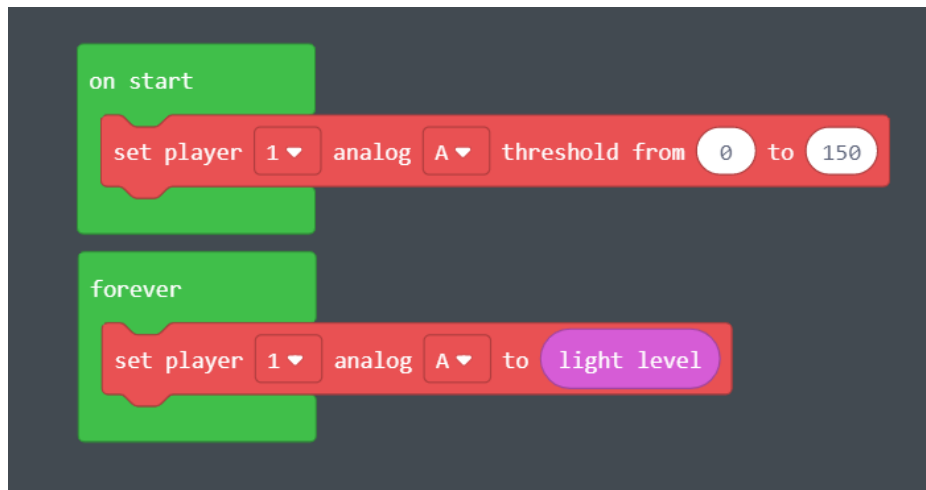 on start
set player 1 analog A threshold from 0 to 150
forever
set player 1 analog A to light level